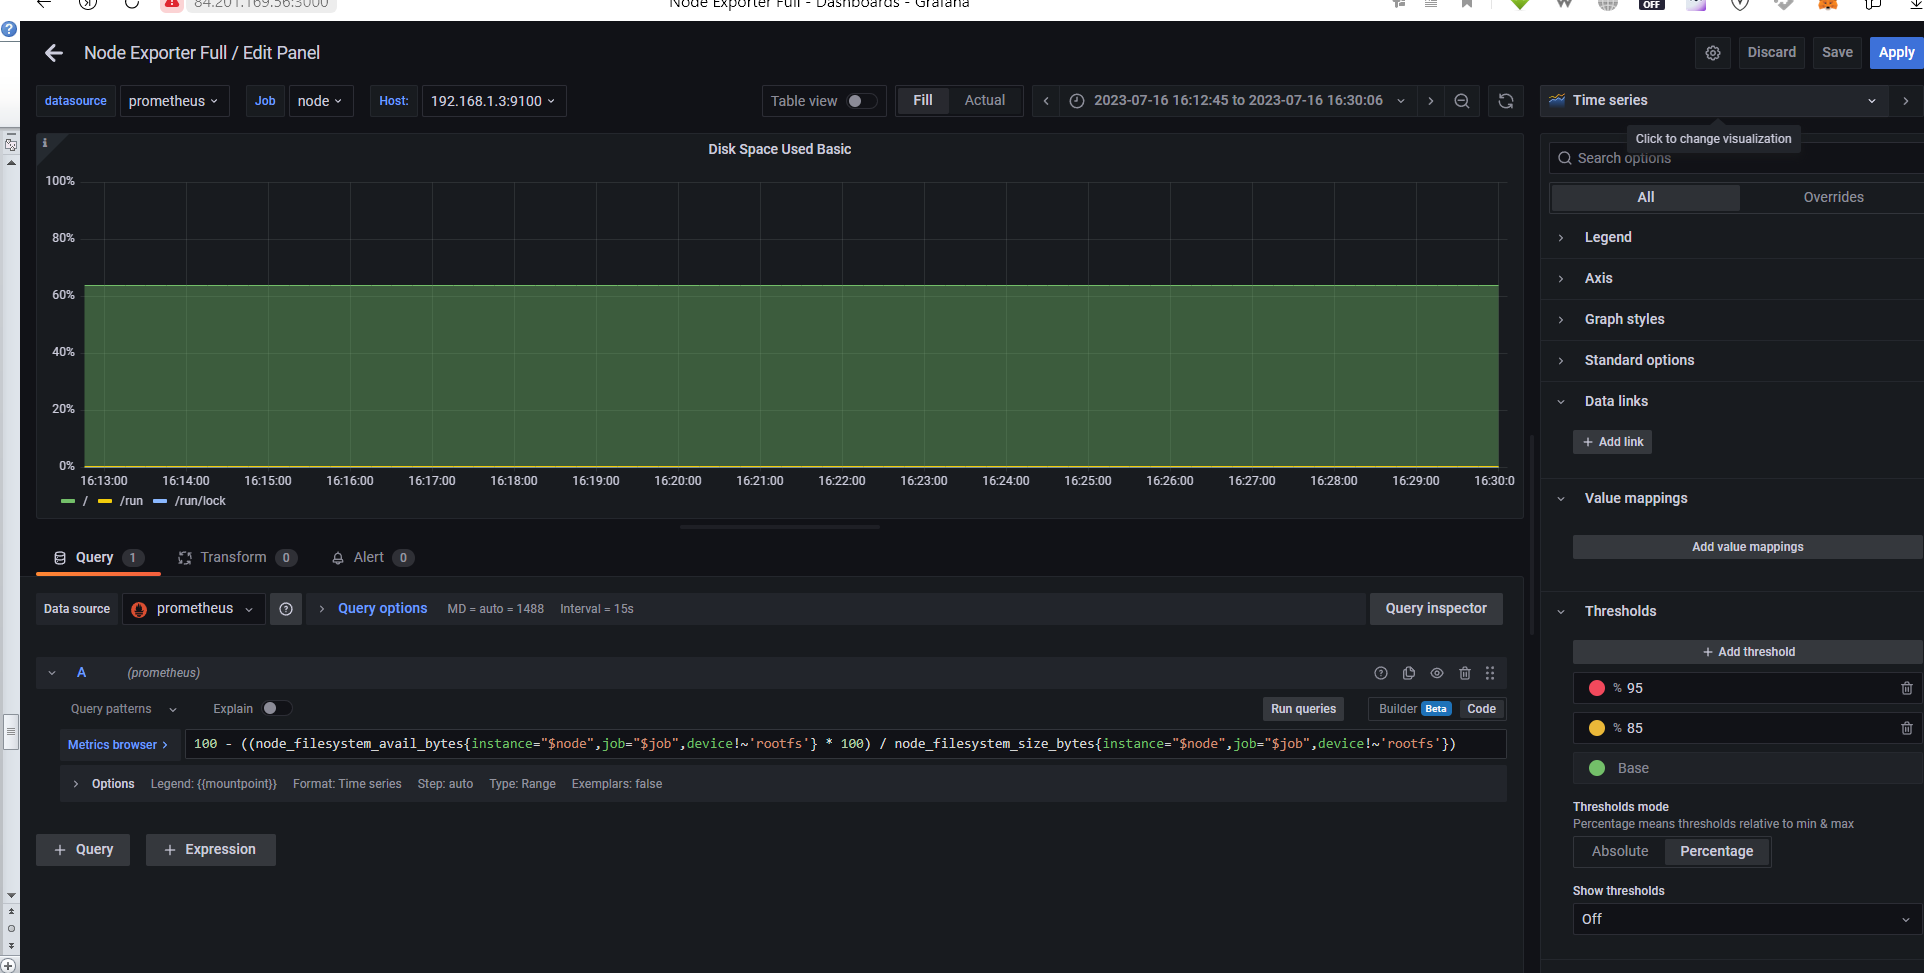 84.201.169.56:3000
Node Exporter Full - Dashboards - Grafana
OFF
Node Exporter Full / Edit Panel
Discard
Save
Apply
datasource
prometheus
Job
node
Host:
192.168.1.3:9100
Table view
Fill
Actual
2023-07-16 16:12:45 to 2023-07-16 16:30:06
Time series
Click to change visualization
Search options
All
Overrides
Disk Space Used Basic
100%
80%
60%
40%
20%
0%
16:13:00 16:14:00 16:15:00 16:16:00 16:17:00 16:18:00 16:19:00 16:20:00 16:21:00 16:22:00 16:23:00 16:24:00 16:25:00 16:26:00 16:27:00 16:28:00 16:29:00 16:30:0
/ /run /run/lock
Legend
Axis
Graph styles
Standard options
Data links
+ Add link
Value mappings
Add value mappings
Thresholds
+ Add threshold
% 95
% 85
Base
Thresholds mode
Percentage means thresholds relative to min & max
Absolute
Percentage
Show thresholds
Off
Query 1
Transform 0
Alert 0
Data source
prometheus
Query options
MD = auto = 1488
Interval = 15s
Query inspector
A
(prometheus)
Query patterns
Explain
Run queries
Builder Beta
Code
Metrics browser >
100 - ((node_filesystem_avail_bytes{instance="$node",job="$job",device!~'rootfs'} * 100) / node_filesystem_size_bytes{instance="$node",job="$job",device!~'rootfs'})
Options
Legend: {{mountpoint}}
Format: Time series
Step: auto
Type: Range
Exemplars: false
+ Query
+ Expression